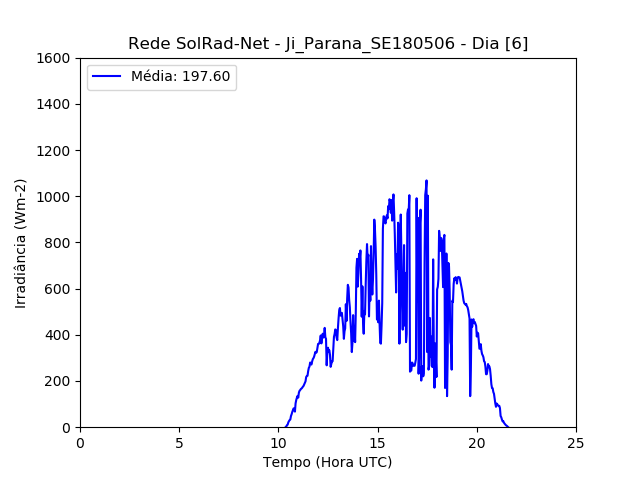 Rede SolRad-Net - Ji_Parana_SE180506 - Dia [6]
Média: 197.60
Irradiância (Wm-2)
1600
1400
1200
1000
800
600
400
200
0
0 5 10 15 20 25
Tempo (Hora UTC)